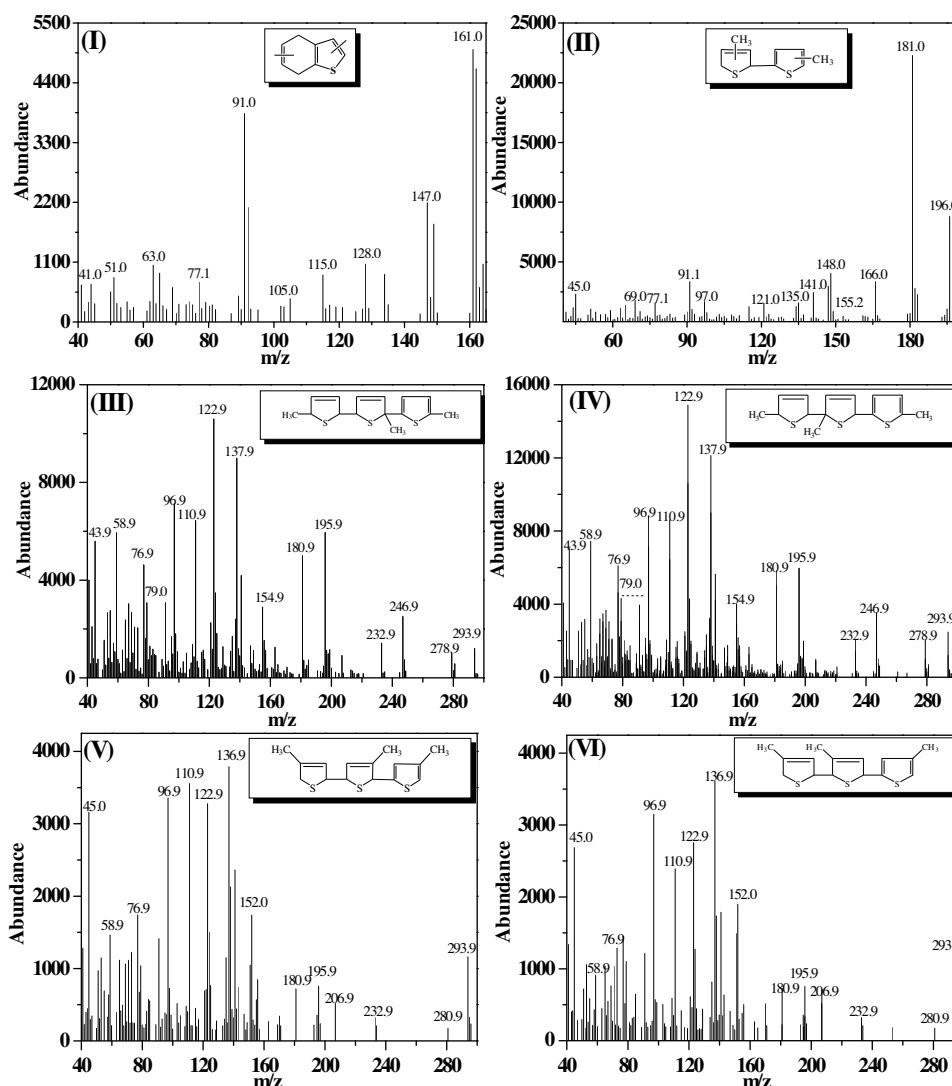 (I)
5500
4400
3300
2200
1100
0
Abundance
S
41.0
51.0
63.0
77.1
91.0
105.0
115.0
128.0
147.0
161.0
40 60 80 100 120 140 160
m/z
(II)
25000
20000
15000
10000
5000
0
Abundance
CH₃
S
S
CH₃
45.0
69.0
77.1
91.1
97.0
121.0
135.0
141.0
148.0
155.2
166.0
181.0
196.0
60 90 120 150 180
m/z
(III)
12000
8000
4000
0
Abundance
H₃C
S
S
CH₃
S
CH₃
43.9
58.9
76.9
79.0
96.9
110.9
122.9
137.9
154.9
180.9
195.9
232.9
246.9
278.9
293.9
40 80 120 160 200 240 280
m/z
(IV)
16000
12000
8000
4000
0
Abundance
H₃C
S
H₃C
S
S
CH₃
43.9
58.9
76.9
79.0
96.9
110.9
122.9
137.9
154.9
180.9
195.9
232.9
246.9
278.9
293.9
40 80 120 160 200 240 280
m/z
(V)
4000
3000
2000
1000
0
Abundance
H₃C
CH₃
CH₃
S
S
S
45.0
58.9
76.9
96.9
110.9
122.9
136.9
152.0
180.9
195.9
206.9
232.9
280.9
293.9
40 80 120 160 200 240 280
m/z
(VI)
4000
3000
2000
1000
0
Abundance
H₃C
H₃C
CH₃
S
S
S
45.0
58.9
76.9
96.9
110.9
122.9
136.9
152.0
180.9
195.9
206.9
232.9
280.9
293.
40 80 120 160 200 240 280
m/z